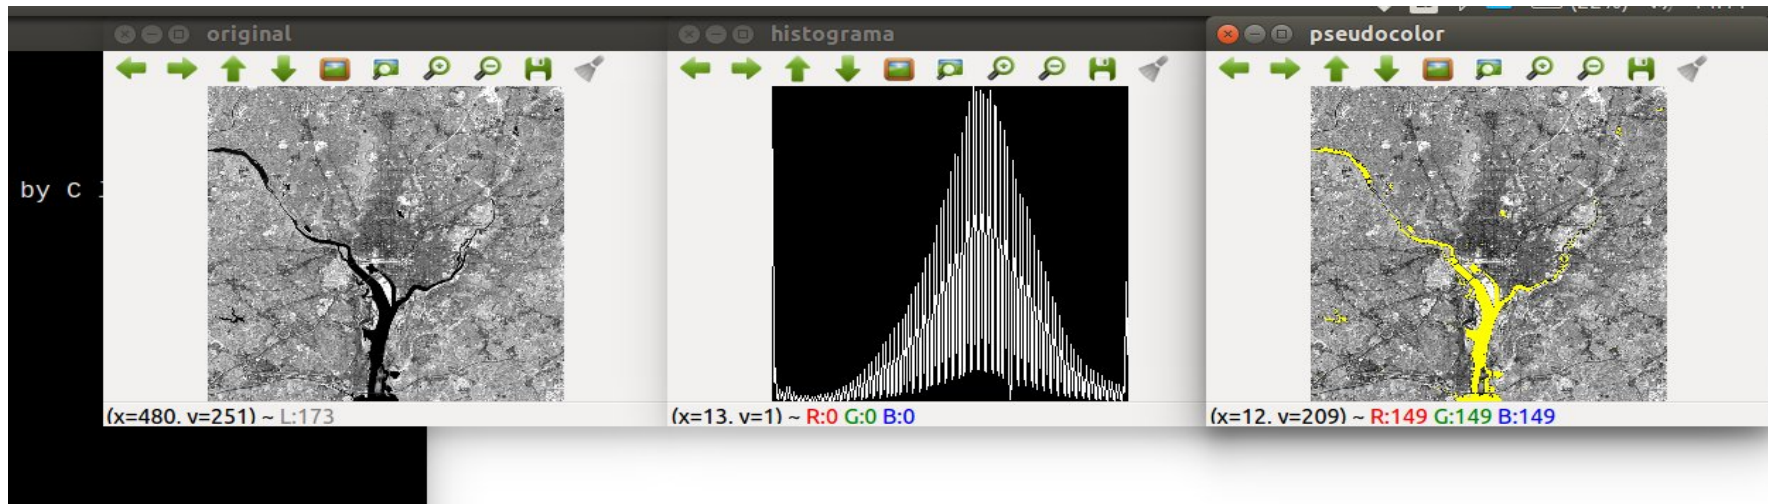 original
histograma
pseudocolor
by C
(x=480, y=251) ~ L:173
(x=13, y=1) ~ R:0 G:0 B:0
(x=12, y=209) ~ R:149 G:149 B:149